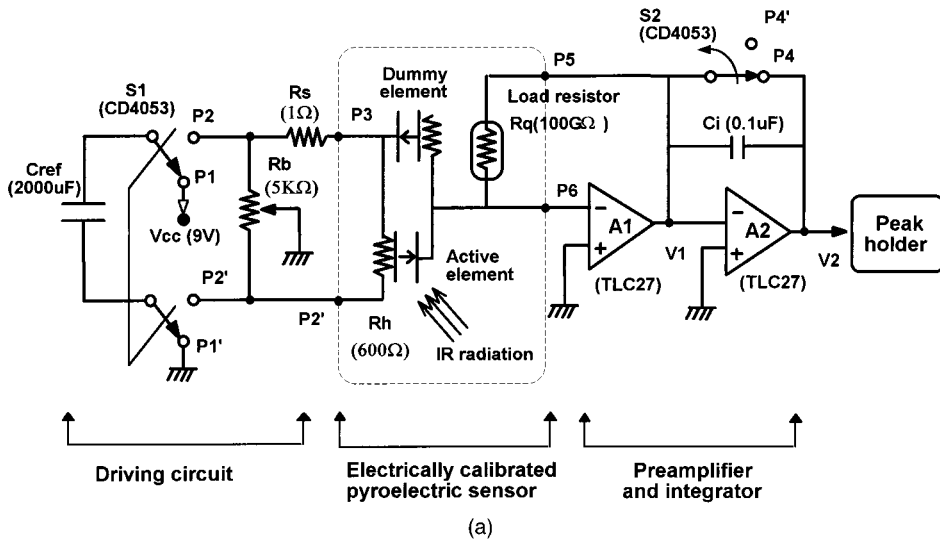 S1
(CD4053)
P2
Rs
(1Ω)
P3
Dummy
element
P5
Load resistor
Rq(100GΩ)
S2
(CD4053)
P4'
P4
Ci (0.1uF)
Cref
(2000uF)
P1
Vcc (9V)
Rb
(5KΩ)
P6
−
+
A1
V1
(TLC27)
−
+
A2
V2
(TLC27)
Peak
holder
P2'
P1'
P2'
Rh
(600Ω)
Active
element
IR radiation
Driving circuit
Electrically calibrated
pyroelectric sensor
Preamplifier
and integrator
(a)